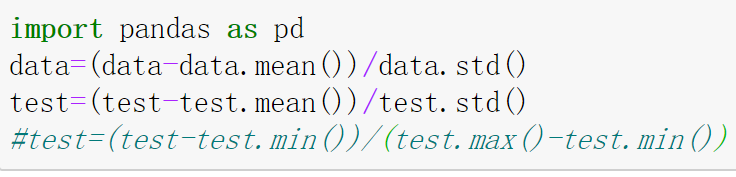 import pandas as pd
data=(data-data.mean())/data.std()
test=(test-test.mean())/test.std()
#test=(test-test.min())/(test.max()-test.min())